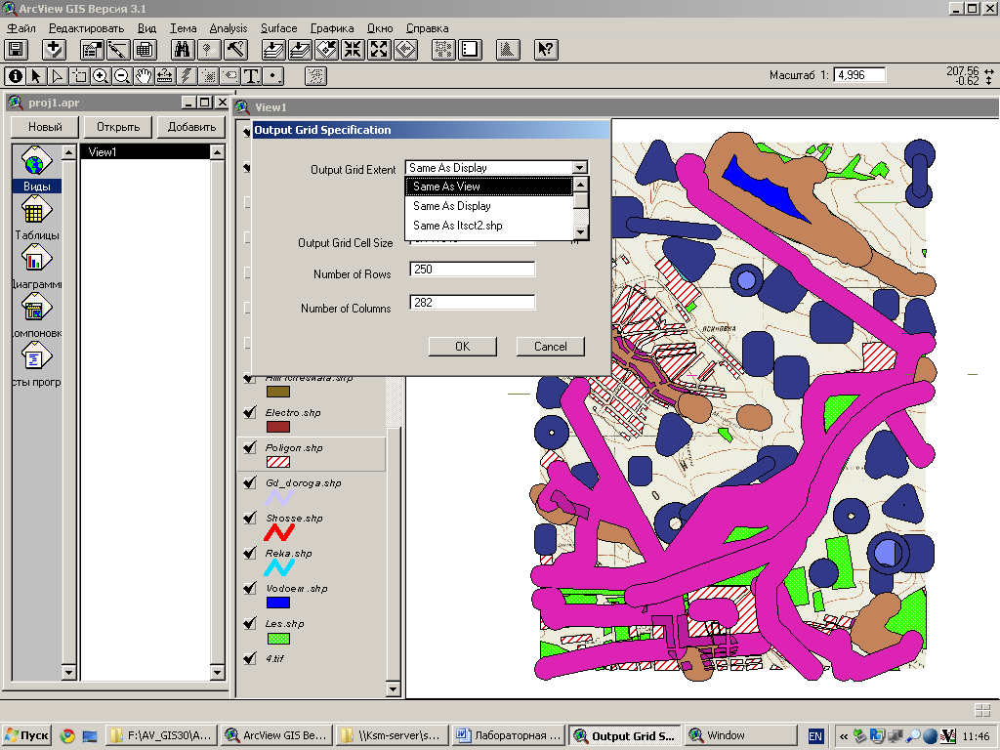 ArcView GIS Версия 3.1
Файл Редактировать Вид Тема Analysis Surface Графика Окно Справка
Масштаб 1: 4,996
207.56
-0.62
proj1.apr
Новый Открыть Добавить
View1
Виды
Таблицы
Диаграммы
омпоновк
сты прогр
View1
Output Grid Specification
Output Grid Extent Same As Display
Same As View
Same As Display
Same As Itsct2.shp
Output Grid Cell Size
Number of Rows 250
Number of Columns 282
OK Cancel
Electro.shp
Poligon.shp
Gd_doroga.shp
Shosse.shp
Reka.shp
Vodoem.shp
Les.shp
4.tif
ЯСИНОВКА
Пуск F:\AV_GIS30\A... ArcView GIS Ве... \\Ksm-server\s... Лабораторная ... Output Grid S... Window EN « 11:46